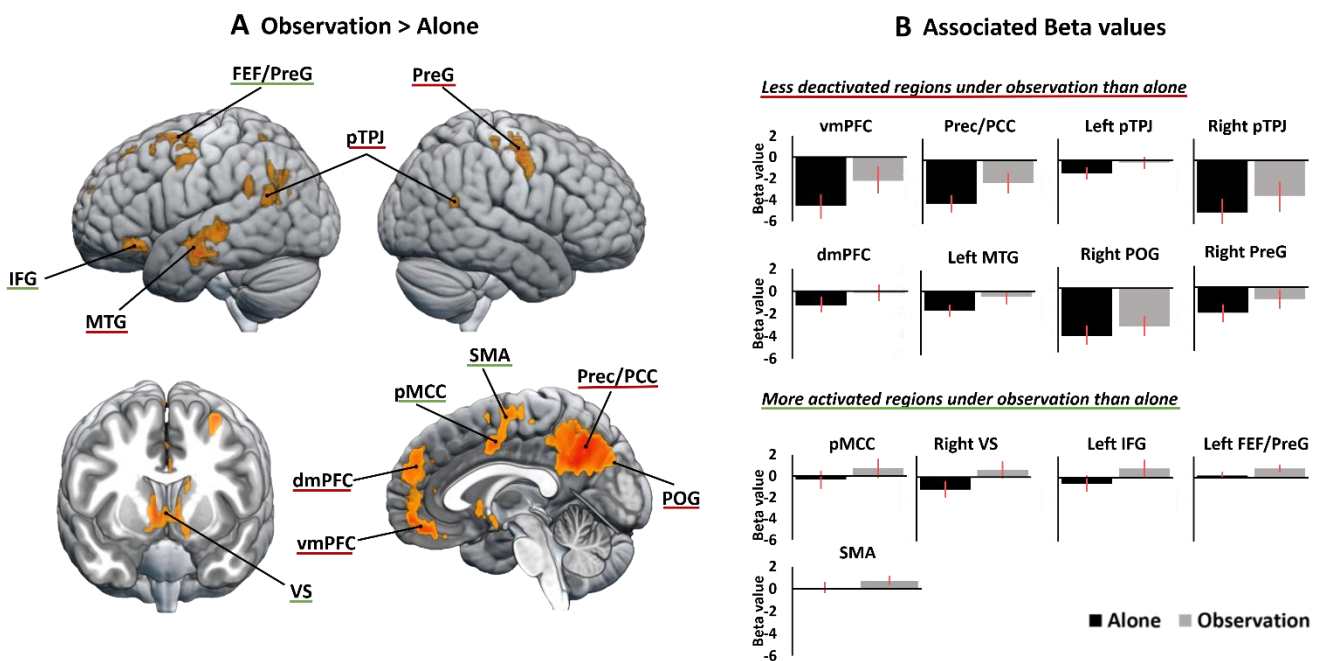 A Observation > Alone
FEF/PreG
PreG
pTPJ
IFG
MTG
SMA
pMCC
Prec/PCC
dmPFC
POG
vmPFC
VS
B Associated Beta values
Less deactivated regions under observation than alone
vmPFC Prec/PCC Left pTPJ Right pTPJ
Beta value
2
0
-2
-4
-6
dmPFC Left MTG Right POG Right PreG
Beta value
2
0
-2
-4
-6
More activated regions under observation than alone
pMCC Right VS Left IFG Left FEF/PreG
Beta value
2
0
-2
-4
-6
SMA
Beta value
2
0
-2
-4
-6
Alone Observation